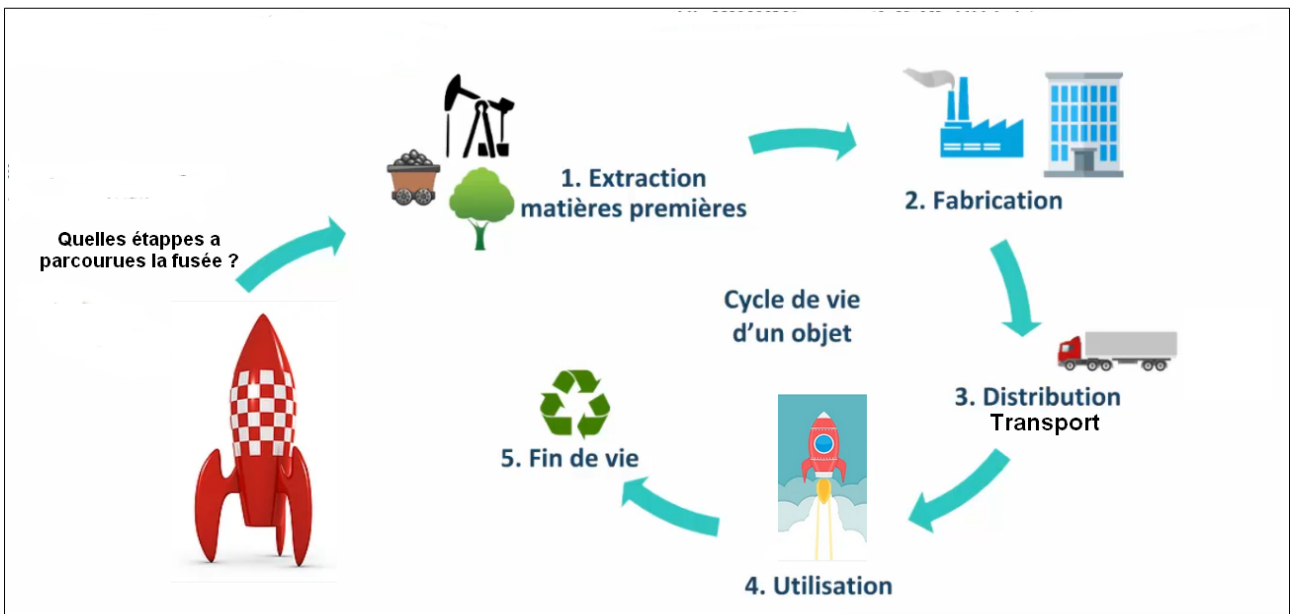 Quelles étappes a
parcourues la fusée ?
1. Extraction
matières premières
2. Fabrication
Cycle de vie
d'un objet
3. Distribution
Transport
4. Utilisation
5. Fin de vie